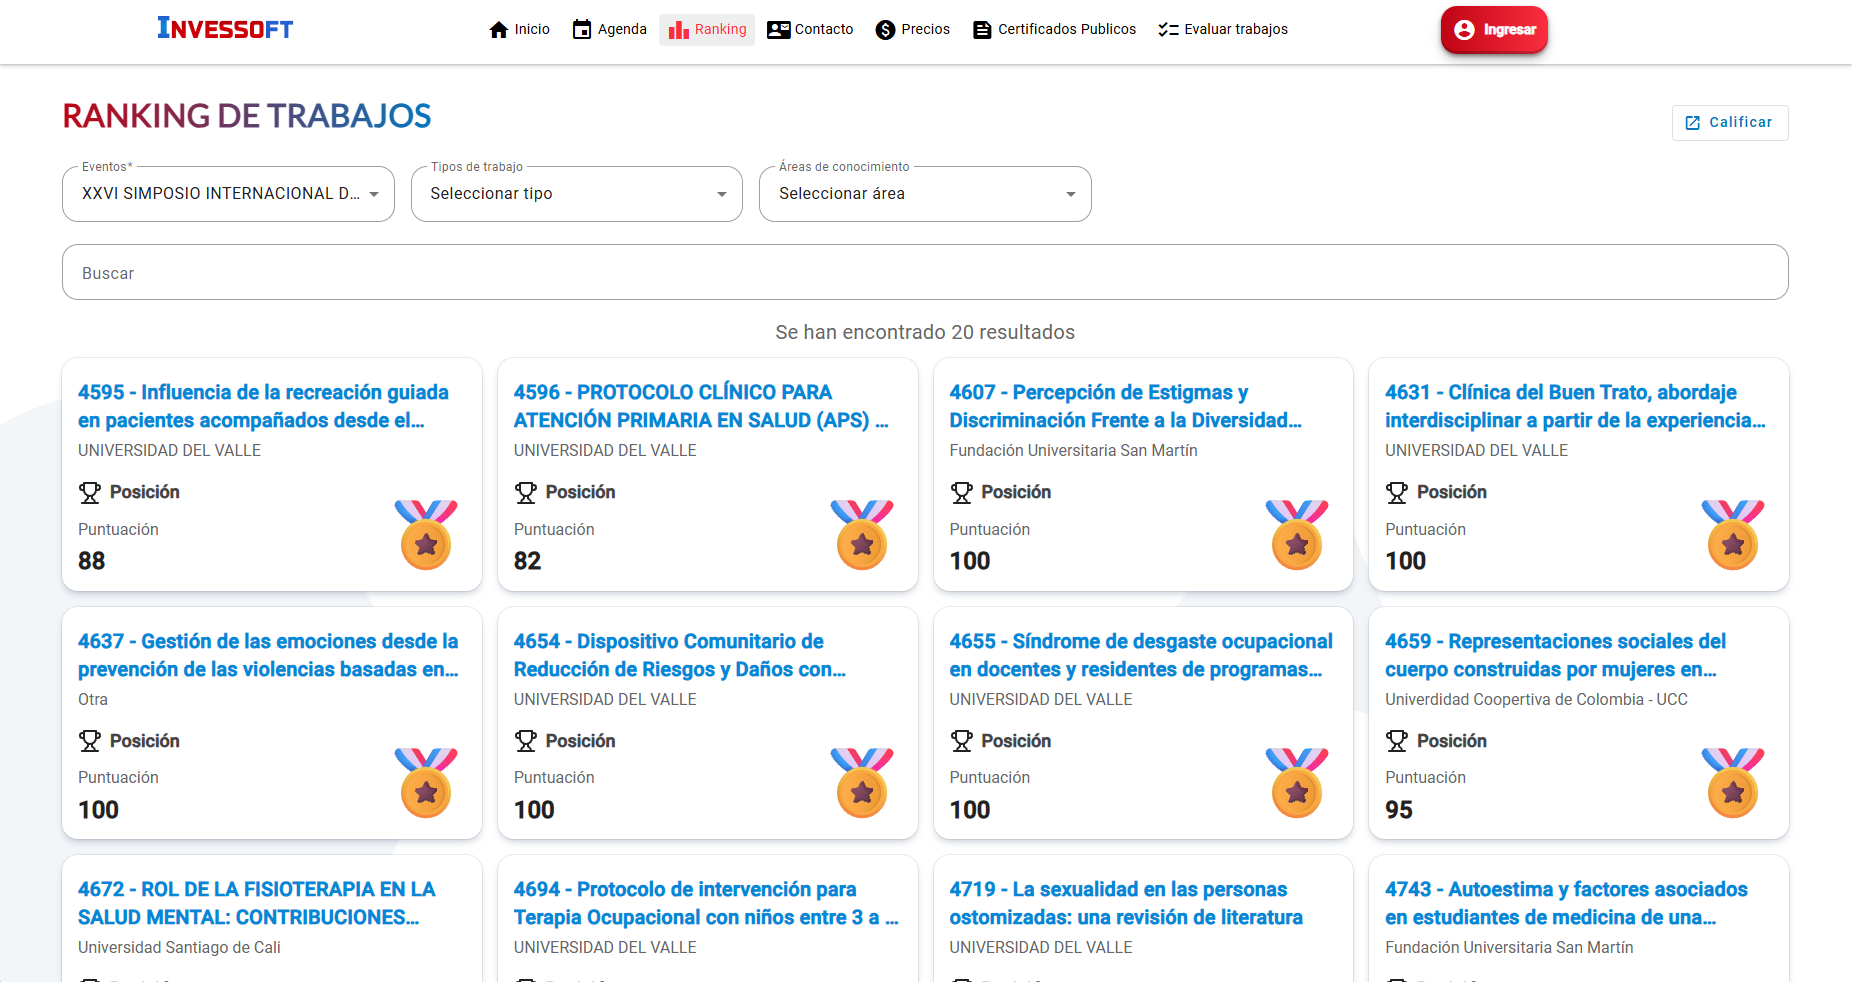 INVESSOFT
Inicio
Agenda
Ranking
Contacto
Precios
Certificados Publicos
Evaluar trabajos
Ingresar
RANKING DE TRABAJOS
Calificar
Eventos*
XXVI SIMPOSIO INTERNACIONAL D...
Tipos de trabajo
Seleccionar tipo
Áreas de conocimiento
Seleccionar área
Buscar
Se han encontrado 20 resultados
4595 - Influencia de la recreación guiada
en pacientes acompañados desde el...
UNIVERSIDAD DEL VALLE
Posición
Puntuación
88
4596 - PROTOCOLO CLÍNICO PARA
ATENCIÓN PRIMARIA EN SALUD (APS) ...
UNIVERSIDAD DEL VALLE
Posición
Puntuación
82
4607 - Percepción de Estigmas y
Discriminación Frente a la Diversidad...
Fundación Universitaria San Martín
Posición
Puntuación
100
4631 - Clínica del Buen Trato, abordaje
interdisciplinar a partir de la experiencia...
UNIVERSIDAD DEL VALLE
Posición
Puntuación
100
4637 - Gestión de las emociones desde la
prevención de las violencias basadas en...
Otra
Posición
Puntuación
100
4654 - Dispositivo Comunitario de
Reducción de Riesgos y Daños con...
UNIVERSIDAD DEL VALLE
Posición
Puntuación
100
4655 - Síndrome de desgaste ocupacional
en docentes y residentes de programas...
UNIVERSIDAD DEL VALLE
Posición
Puntuación
100
4659 - Representaciones sociales del
cuerpo construidas por mujeres en...
Univerdidad Coopertiva de Colombia - UCC
Posición
Puntuación
95
4672 - ROL DE LA FISIOTERAPIA EN LA
SALUD MENTAL: CONTRIBUCIONES...
Universidad Santiago de Cali
4694 - Protocolo de intervención para
Terapia Ocupacional con niños entre 3 a ...
UNIVERSIDAD DEL VALLE
4719 - La sexualidad en las personas
ostomizadas: una revisión de literatura
UNIVERSIDAD DEL VALLE
4743 - Autoestima y factores asociados
en estudiantes de medicina de una...
Fundación Universitaria San Martín